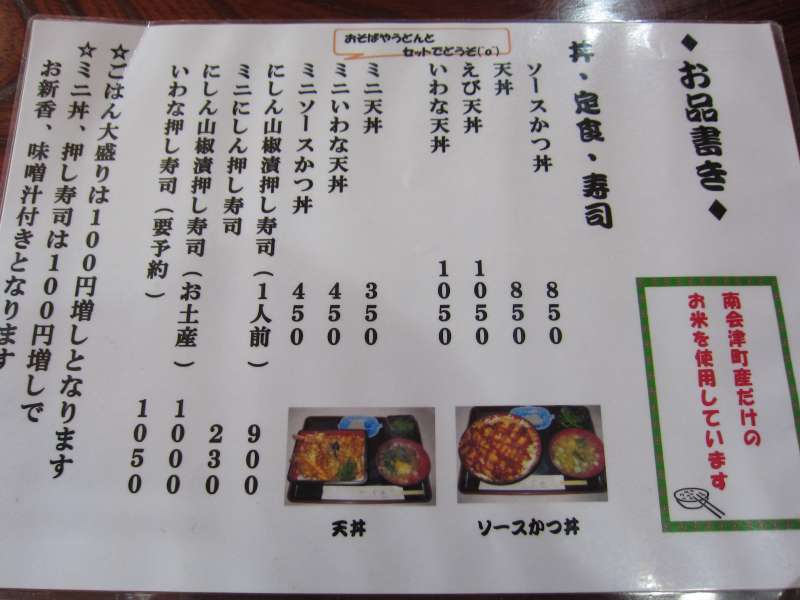 ◆お品書き◆
南会津町産だけの
お米を使用しています
丼・定食・寿司
ソースかつ丼 850
天丼 850
えび天丼 1050
いわな天丼 1050
おそばやうどんと
セットでどうぞ(^o^)
ミニ天丼 350
ミニいわな天丼 450
ミニソースかつ丼 450
にしん山椒漬押し寿司(1人前) 900
ミニにしん押し寿司 230
にしん山椒漬押し寿司(お土産) 1000
いわな押し寿司(要予約) 1050
☆ごはん大盛りは100円増しとなります
☆ミニ丼、押し寿司は100円増しで
お新香、味噌汁付きとなります
ソースかつ丼
天丼